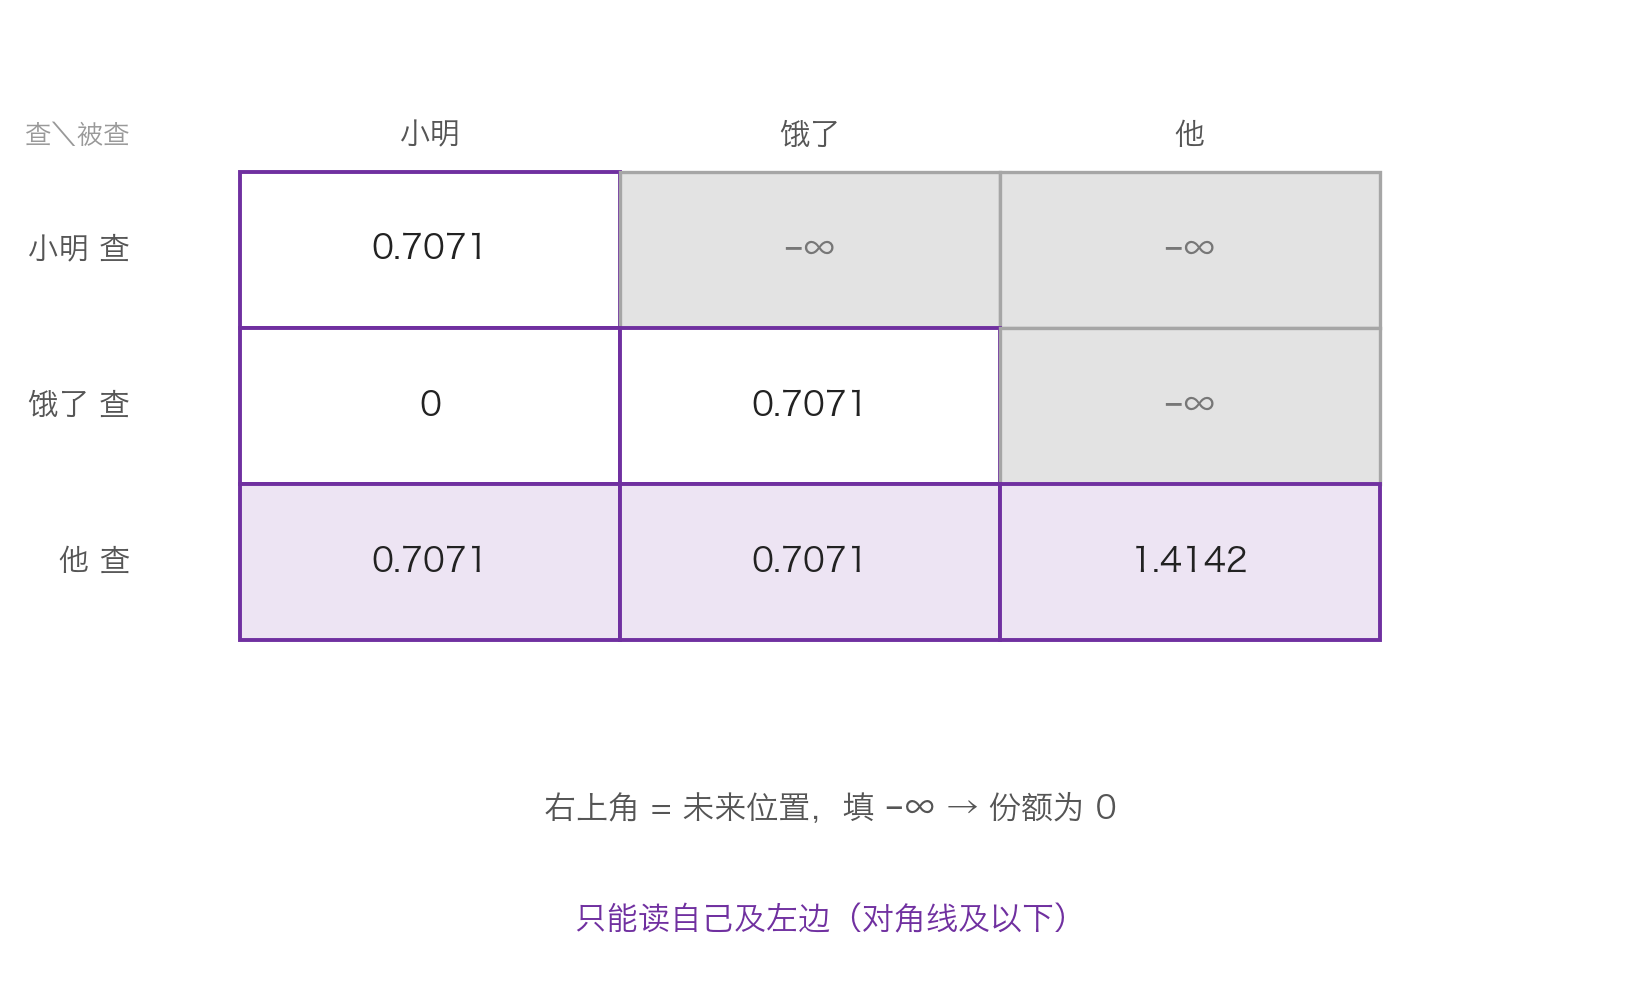 查＼被查 小明 饿了 他
小明 查 0.7071 −∞ −∞
饿了 查 0 0.7071 −∞
他 查 0.7071 0.7071 1.4142
右上角 = 未来位置，填 −∞ → 份额为 0
只能读自己及左边（对角线及以下）